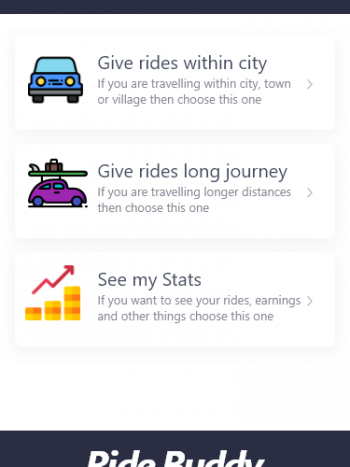 Give rides within city
If you are travelling within city, town
or village then choose this one
Give rides long journey
If you are travelling longer distances
then choose this one
See my Stats
If you want to see your rides, earnings
and other things choose this one
Ride Buddy